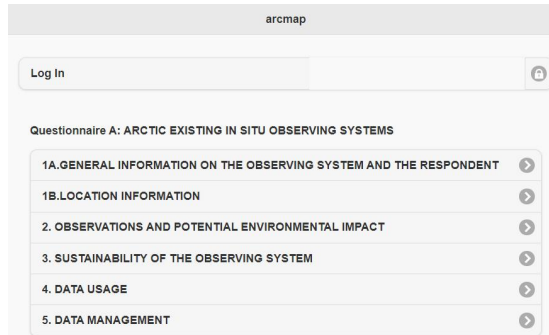 arcmap
Log In
Questionnaire A: ARCTIC EXISTING IN SITU OBSERVING SYSTEMS
1A.GENERAL INFORMATION ON THE OBSERVING SYSTEM AND THE RESPONDENT
1B.LOCATION INFORMATION
2. OBSERVATIONS AND POTENTIAL ENVIRONMENTAL IMPACT
3. SUSTAINABILITY OF THE OBSERVING SYSTEM
4. DATA USAGE
5. DATA MANAGEMENT